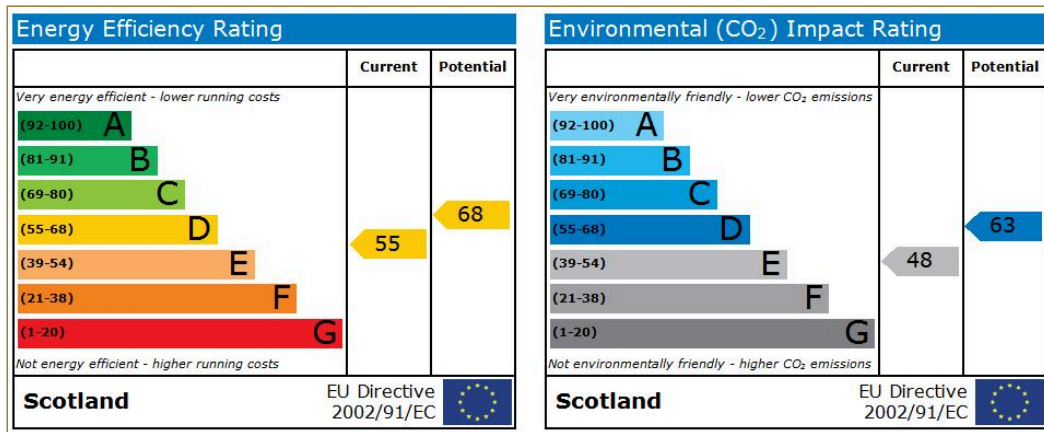 Energy Efficiency Rating
Current Potential
Very energy efficient - lower running costs
(92-100) A
(81-91) B
(69-80) C
(55-68) D
(39-54) E
(21-38) F
(1-20) G
55
68
Not energy efficient - higher running costs
Scotland
EU Directive
2002/91/EC
Environmental (CO₂) Impact Rating
Current Potential
Very environmentally friendly - lower CO₂ emissions
(92-100) A
(81-91) B
(69-80) C
(55-68) D
(39-54) E
(21-38) F
(1-20) G
48
63
Not environmentally friendly - higher CO₂ emissions
Scotland
EU Directive
2002/91/EC